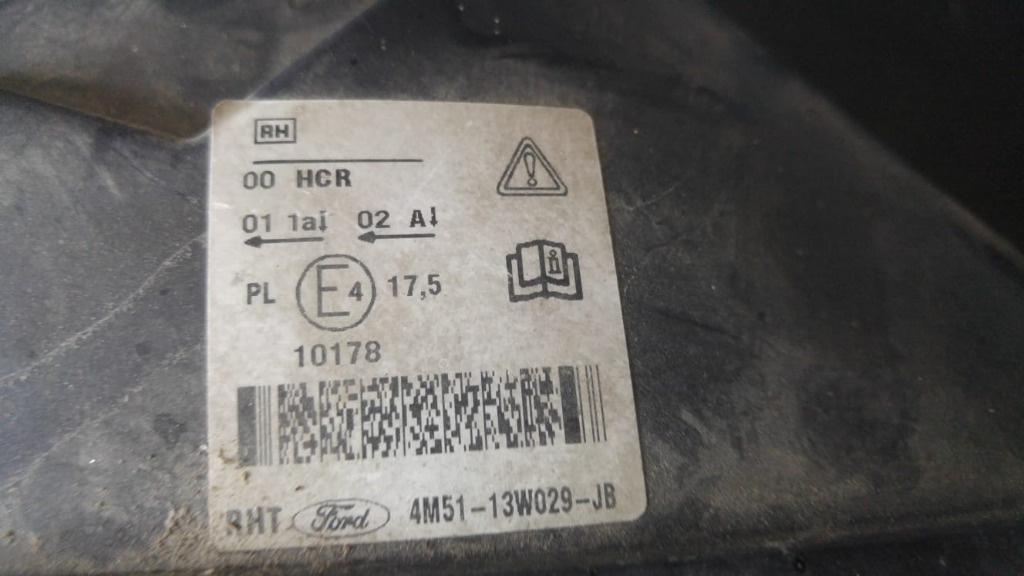 RH
00 HCR
01 1a↓ 02 A↓
PL E4 17,5
10178
RHT Ford 4M51-13W029-JB